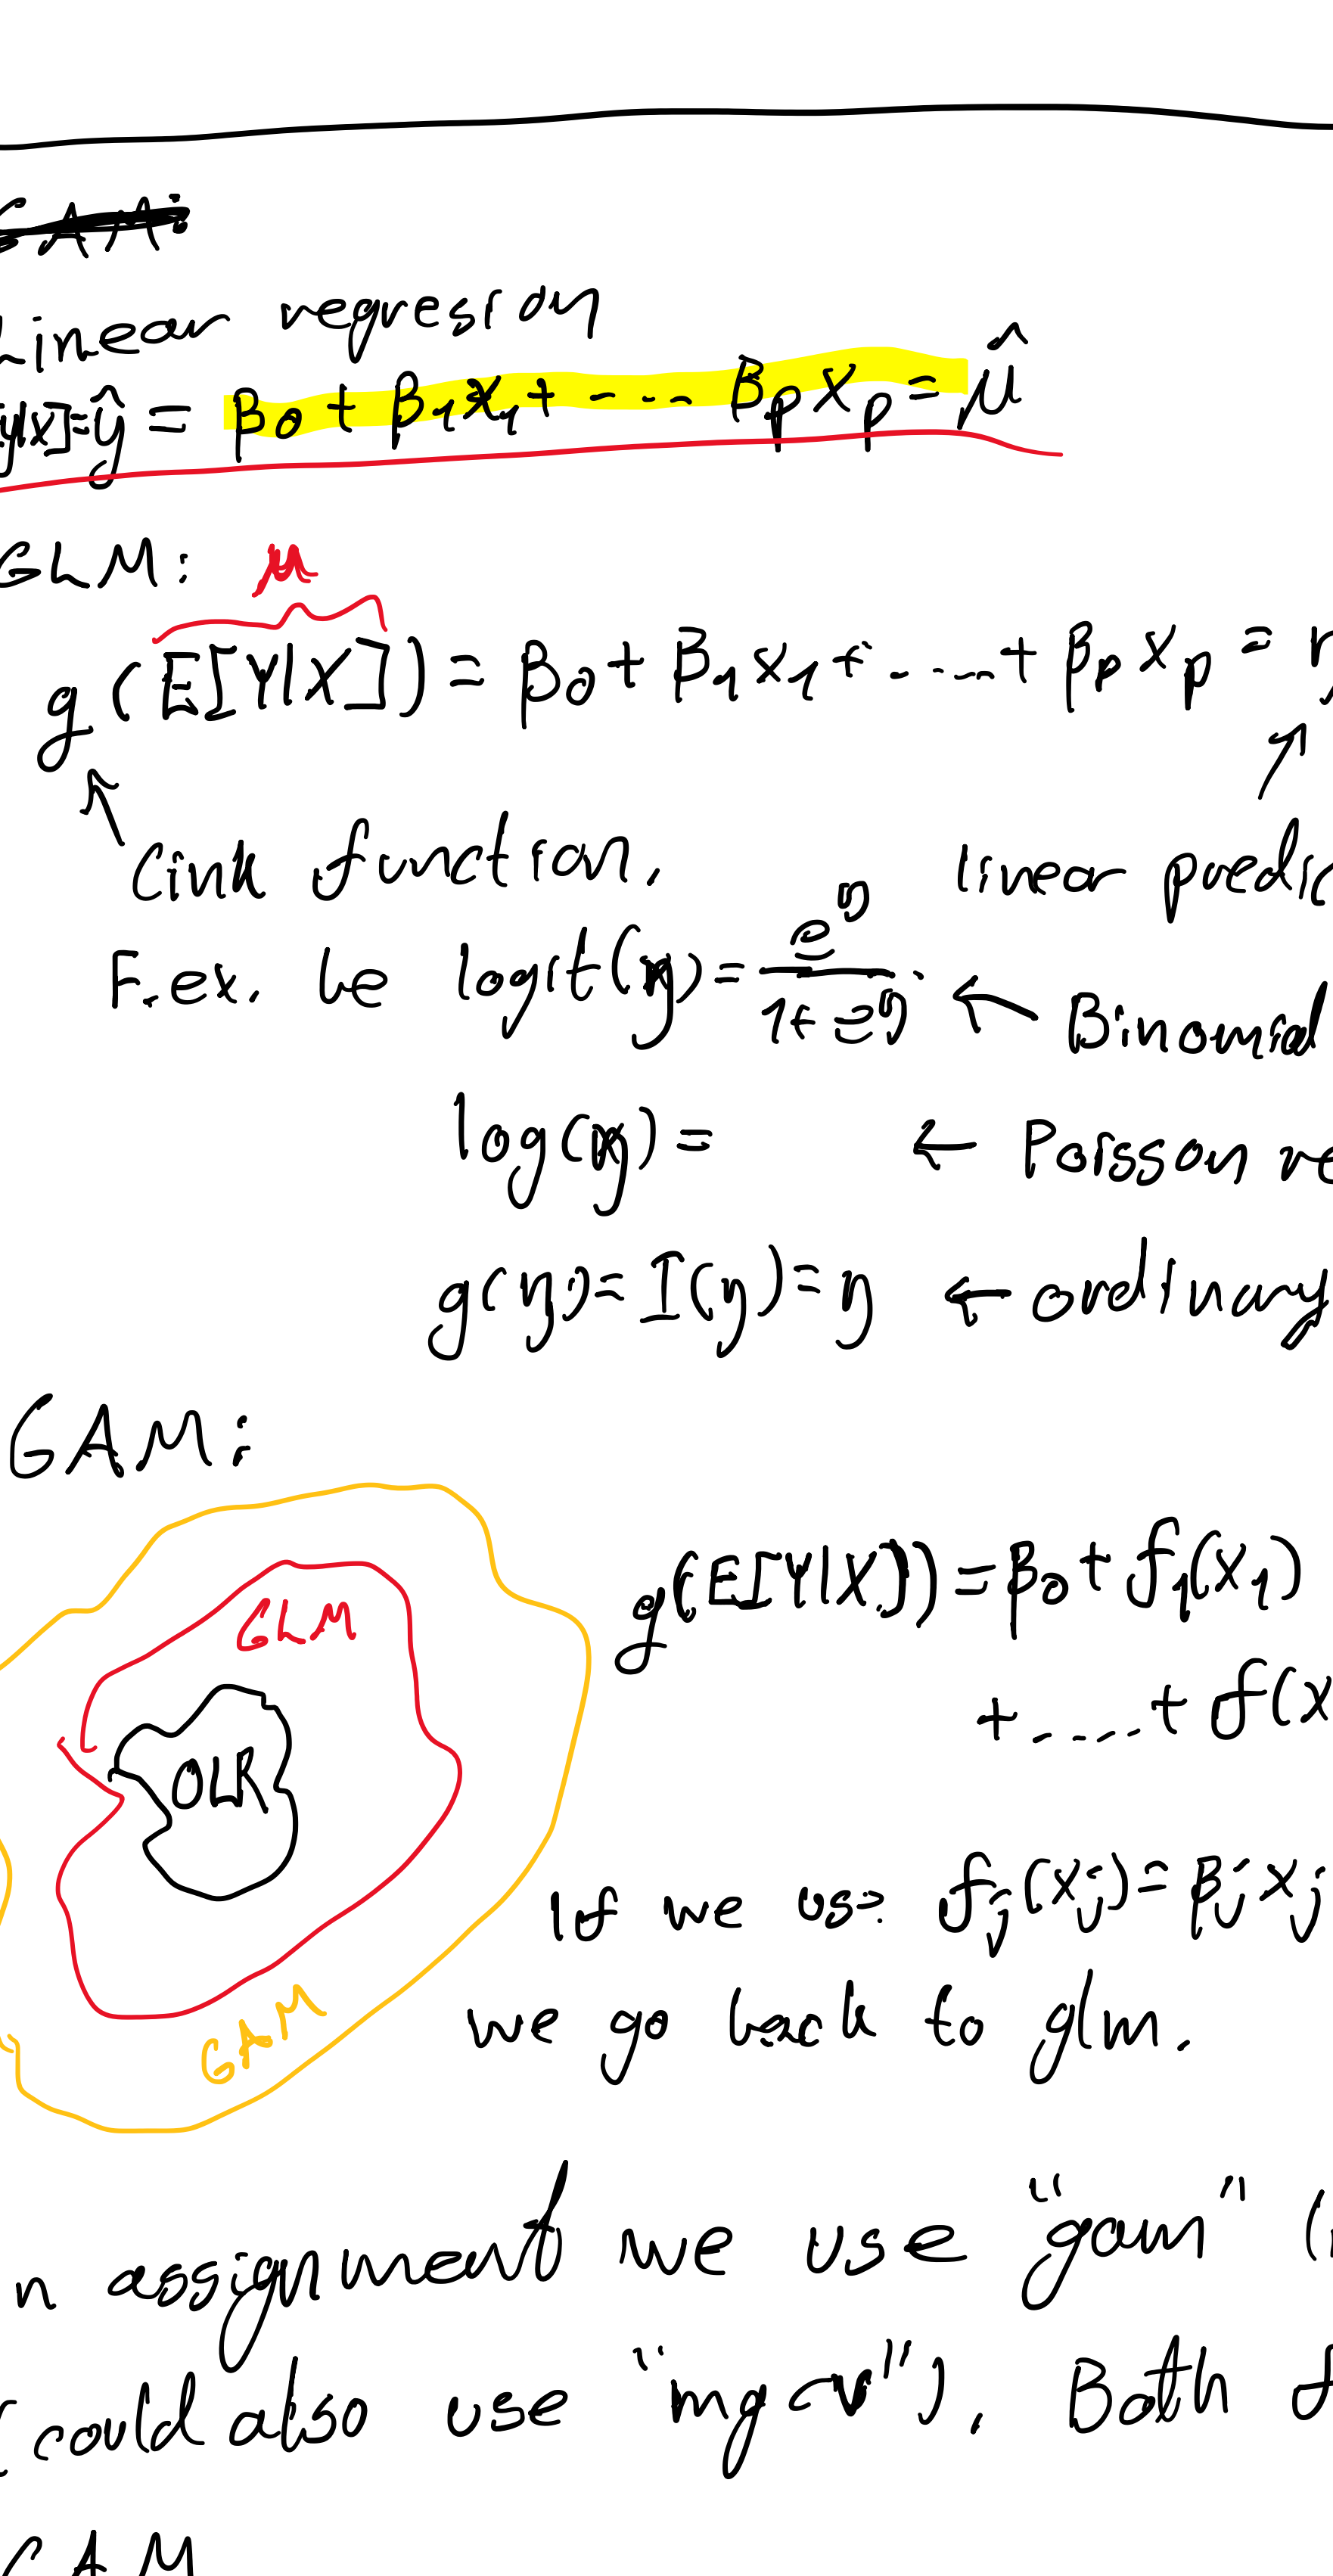 GAM:
Linear regression
y|x]=ŷ = β₀ + β₁x₁ + --... βₚxₚ = μ̂
GLM: μ
g(E[Y|X]) = β₀ + β₁x₁ + ..... + βₚxₚ = η
link function, linear predic
F.ex. be logit(η) = e^η / 1+e^η. ← Binomial
log(η) = ← Poisson re
g(η) = I(η) = η ← ordinary
GAM:
g(E[Y|X]) = β₀ + f₁(x₁)
+ ..... + f(x
GLM
OLR
GAM
If we use: fⱼ(xⱼ) = βⱼxⱼ
we go back to glm.
n assignment we use "gam" (
(could also use "mgcv"). Both f
GAM